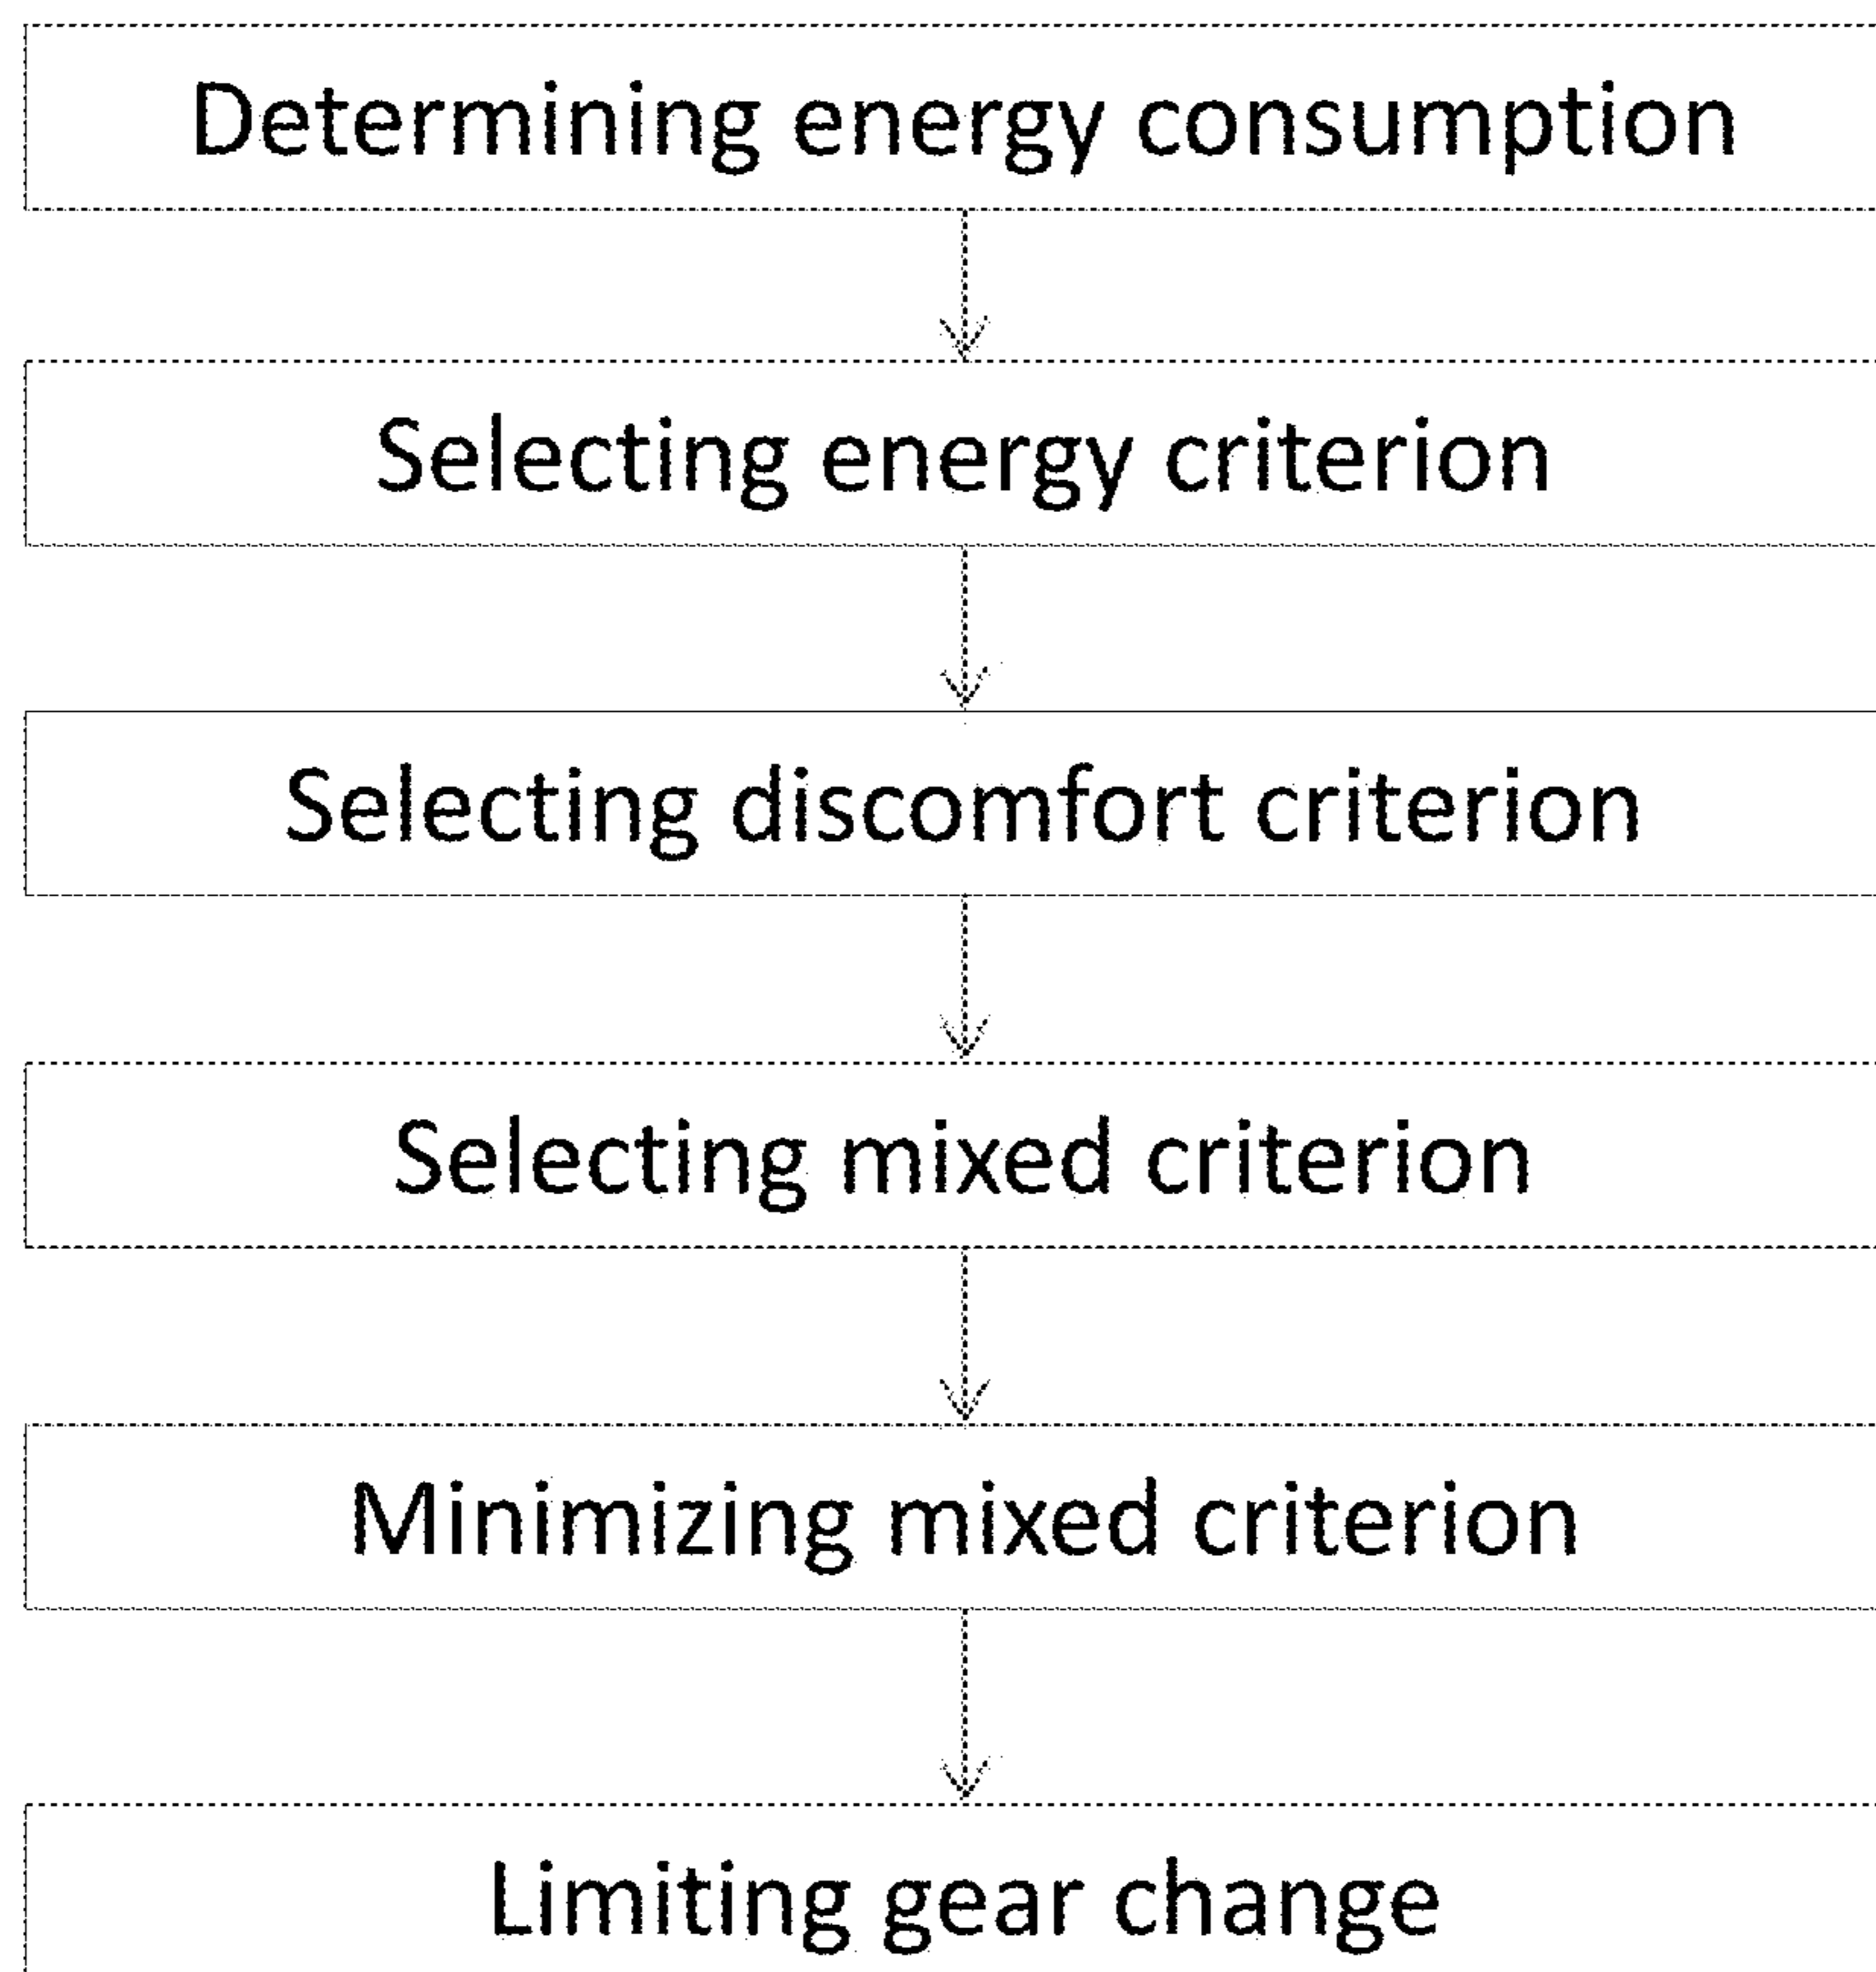 Determining energy consumption
Selecting energy criterion
Selecting discomfort criterion
Selecting mixed criterion
Minimizing mixed criterion
Limiting gear change